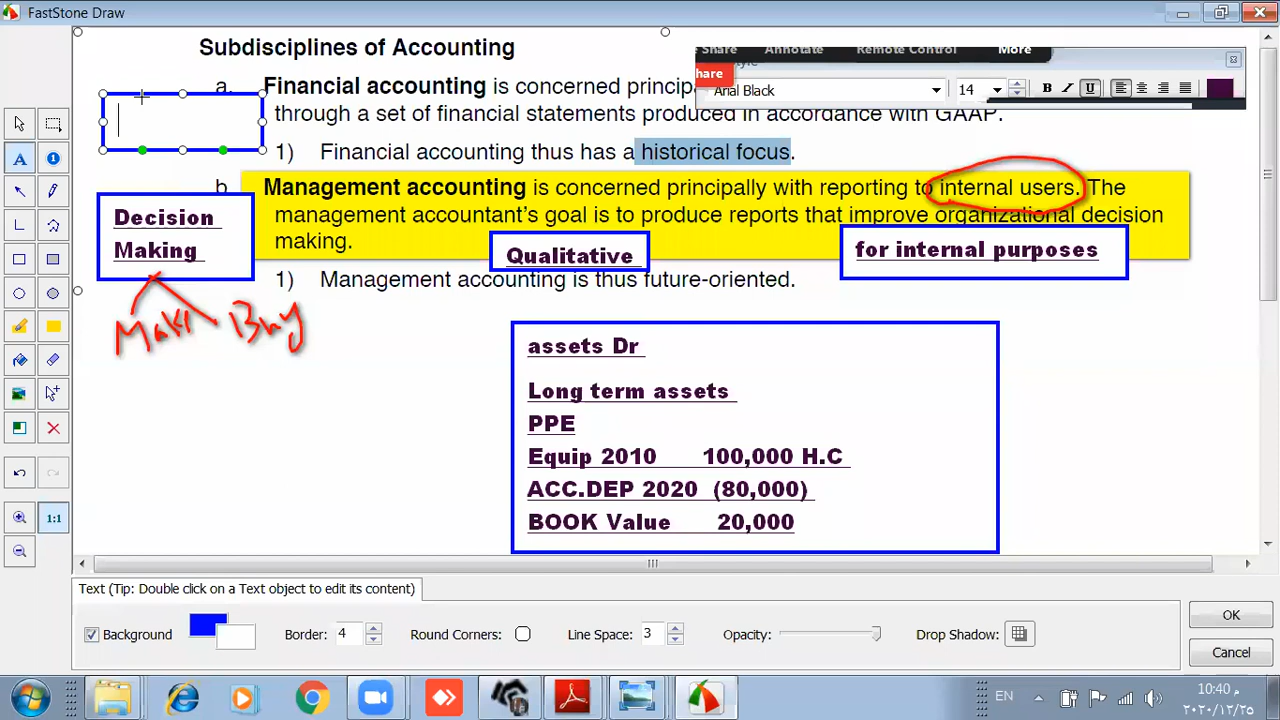 FastStone Draw
Subdisciplines of Accounting
Share Annotate Remote Control More
a. Financial accounting is concerned
Share
Arial Black 14 B I U
through a set of financial statements produced in accordance with GAAP.
1) Financial accounting thus has a historical focus.
b Management accounting is concerned principally with reporting to internal users. The
management accountant's goal is to produce reports that improve organizational decision
making.
Decision
Making
Qualitative
for internal purposes
1) Management accounting is thus future-oriented.
Make Buy
assets Dr
Long term assets
PPE
Equip 2010 100,000 H.C
ACC.DEP 2020 (80,000)
BOOK Value 20,000
1:1
Text (Tip: Double click on a Text object to edit its content)
Background Border: 4 Round Corners: Line Space: 3 Opacity: Drop Shadow:
OK
Cancel
EN
10:40 م
٢٠٢٠/١٢/٢٥